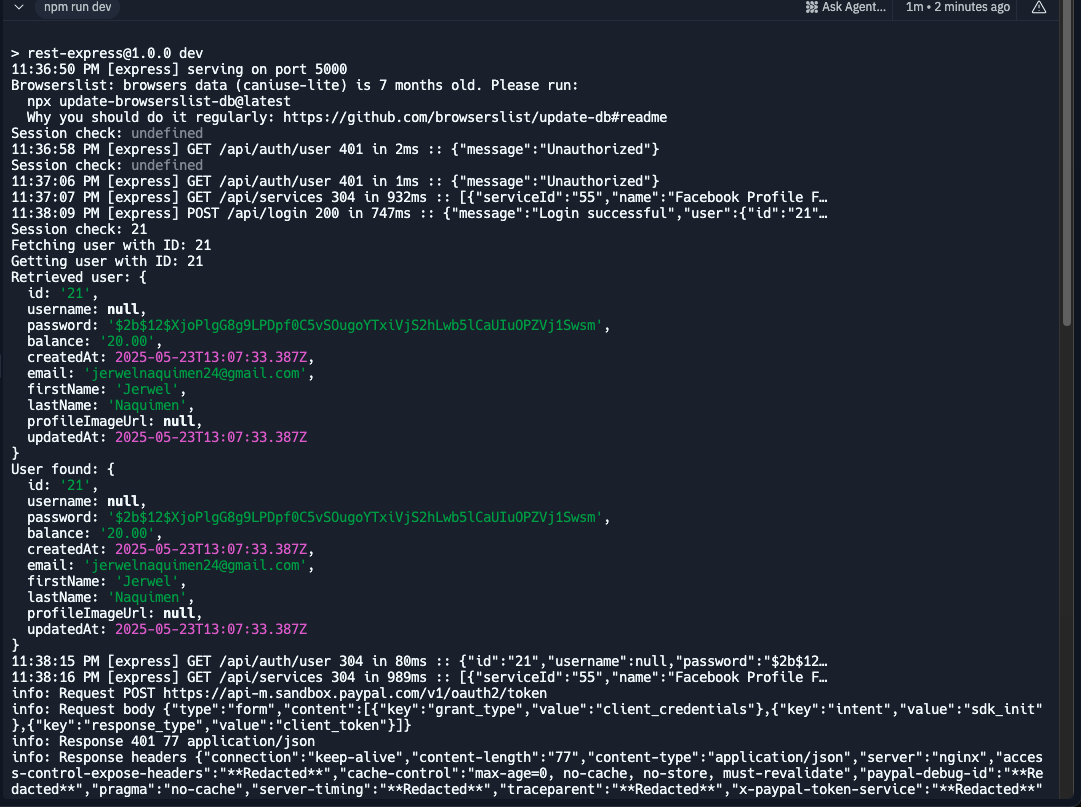 npm run dev
Ask Agent...
1m • 2 minutes ago
> rest-express@1.0.0 dev
11:36:50 PM [express] serving on port 5000
Browserslist: browsers data (caniuse-lite) is 7 months old. Please run:
  npx update-browserslist-db@latest
  Why you should do it regularly: https://github.com/browserslist/update-db#readme
Session check: undefined
11:36:58 PM [express] GET /api/auth/user 401 in 2ms :: {"message":"Unauthorized"}
Session check: undefined
11:37:06 PM [express] GET /api/auth/user 401 in 1ms :: {"message":"Unauthorized"}
11:37:07 PM [express] GET /api/services 304 in 932ms :: [{"serviceId":"55","name":"Facebook Profile F…
11:38:09 PM [express] POST /api/login 200 in 747ms :: {"message":"Login successful","user":{"id":"21"…
Session check: 21
Fetching user with ID: 21
Getting user with ID: 21
Retrieved user: {
  id: '21',
  username: null,
  password: '$2b$12$XjoPlgG8g9LPDpf0C5vSOugoYTxiVjS2hLwb5lCaUIuOPZVj1Swsm',
  balance: '20.00',
  createdAt: 2025-05-23T13:07:33.387Z,
  email: 'jerwelnaquimen24@gmail.com',
  firstName: 'Jerwel',
  lastName: 'Naquimen',
  profileImageUrl: null,
  updatedAt: 2025-05-23T13:07:33.387Z
}
User found: {
  id: '21',
  username: null,
  password: '$2b$12$XjoPlgG8g9LPDpf0C5vSOugoYTxiVjS2hLwb5lCaUIuOPZVj1Swsm',
  balance: '20.00',
  createdAt: 2025-05-23T13:07:33.387Z,
  email: 'jerwelnaquimen24@gmail.com',
  firstName: 'Jerwel',
  lastName: 'Naquimen',
  profileImageUrl: null,
  updatedAt: 2025-05-23T13:07:33.387Z
}
11:38:15 PM [express] GET /api/auth/user 304 in 80ms :: {"id":"21","username":null,"password":"$2b$12…
11:38:16 PM [express] GET /api/services 304 in 989ms :: [{"serviceId":"55","name":"Facebook Profile F…
info: Request POST https://api-m.sandbox.paypal.com/v1/oauth2/token
info: Request body {"type":"form","content":[{"key":"grant_type","value":"client_credentials"},{"key":"intent","value":"sdk_init"
},{"key":"response_type","value":"client_token"}]}
info: Response 401 77 application/json
info: Response headers {"connection":"keep-alive","content-length":"77","content-type":"application/json","server":"nginx","acces
s-control-expose-headers":"**Redacted**","cache-control":"max-age=0, no-cache, no-store, must-revalidate","paypal-debug-id":"**Re
dacted**","pragma":"no-cache","server-timing":"**Redacted**","traceparent":"**Redacted**","x-paypal-token-service":"**Redacted**"